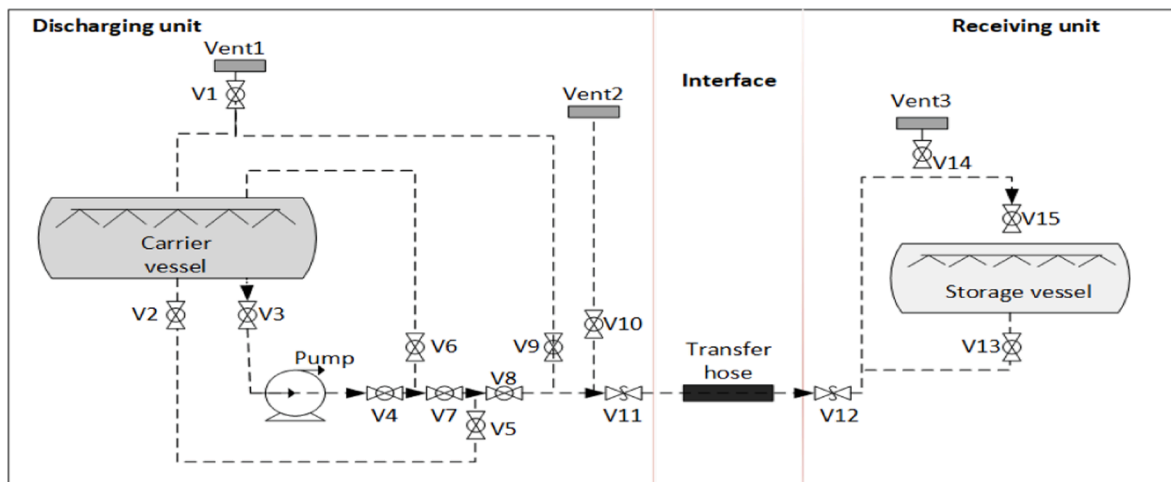 Discharging unit
Receiving unit
Vent1
Interface
V1
Vent2
Vent3
V14
V15
Carrier
vessel
Storage vessel
V2
V3
V6
V9
V10
V13
Pump
V8
Transfer
hose
V4
V7
V5
V11
V12
S
S